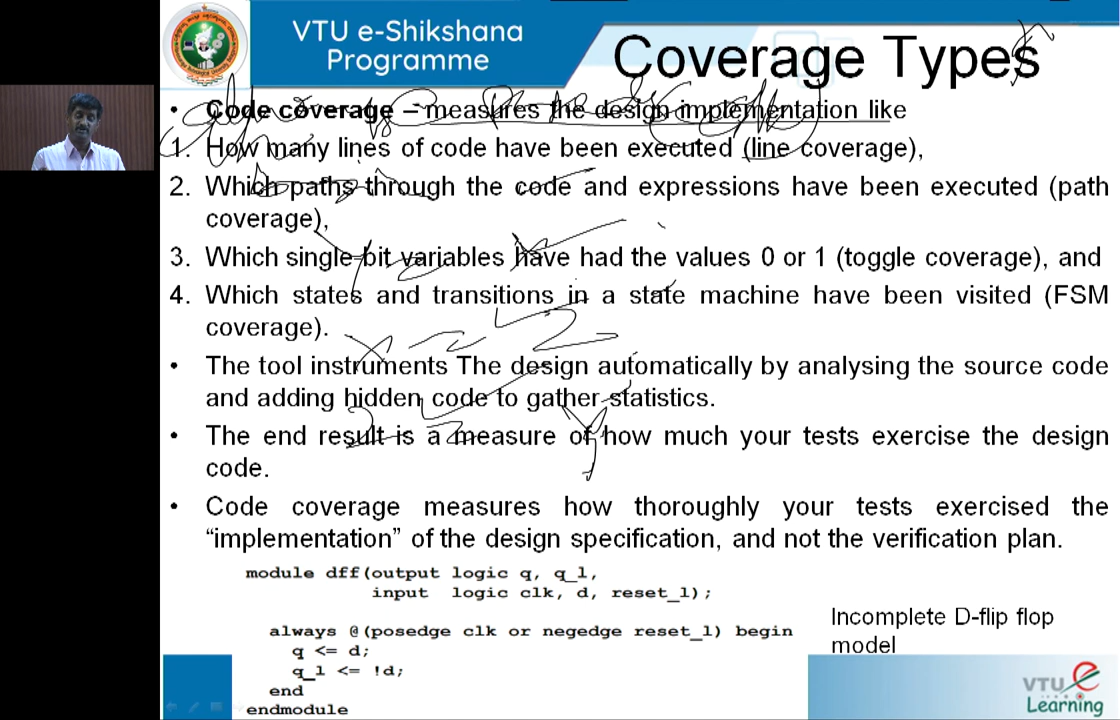 VTU e-Shikshana
Programme
Coverage Types
• Code coverage – measures the design implementation like
1. How many lines of code have been executed (line coverage),
2. Which paths through the code and expressions have been executed (path
coverage),
3. Which single-bit variables have had the values 0 or 1 (toggle coverage), and
4. Which states and transitions in a state machine have been visited (FSM
coverage).
• The tool instruments The design automatically by analysing the source code
and adding hidden code to gather statistics.
• The end result is a measure of how much your tests exercise the design
code.
• Code coverage measures how thoroughly your tests exercised the
“implementation” of the design specification, and not the verification plan.
module dff(output logic q, q_l,
input logic clk, d, reset_l);
always @(posedge clk or negedge reset_l) begin
q <= d;
q_l <= !d;
end
endmodule
Incomplete D-flip flop
model
VTU e
Learning